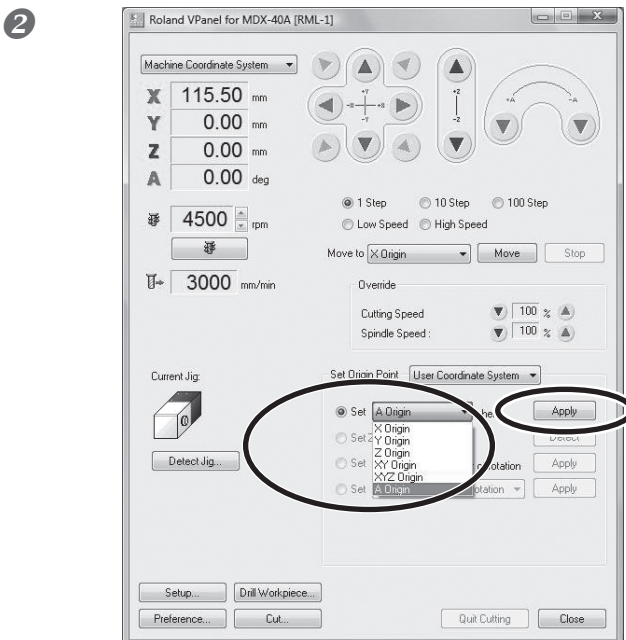 2
Roland VPanel for MDX-40A [RML-1]
Machine Coordinate System
X 115.50 mm
Y 0.00 mm
Z 0.00 mm
A 0.00 deg
4500 rpm
3000 mm/min
+Y
-X +X
-Y
+Z
-Z
+A -A
1 Step 10 Step 100 Step
Low Speed High Speed
Move to X Origin Move Stop
Override
Cutting Speed 100 %
Spindle Speed : 100 %
Current Jig:
Detect Jig...
Set Origin Point User Coordinate System
Set A Origin Apply
X Origin
Y Origin
Z Origin
XY Origin
XYZ Origin
A Origin
Set Detect
Set Apply
Set Apply
Setup... Drill Workpiece...
Preference... Cut... Quit Cutting Close